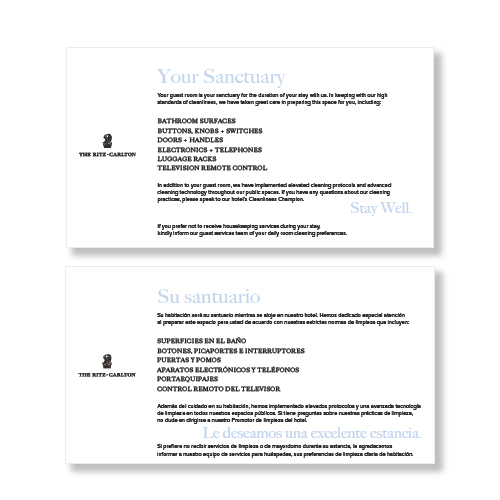 Your Sanctuary
Your guest room is your sanctuary for the duration of your stay with us. In keeping with our high
standards of cleanliness, we have taken great care in preparing this space for you, including:
BATHROOM SURFACES
BUTTONS, KNOBS + SWITCHES
DOORS + HANDLES
ELECTRONICS + TELEPHONES
LUGGAGE RACKS
TELEVISION REMOTE CONTROL
THE RITZ-CARLTON
In addition to your guest room, we have implemented elevated cleaning protocols and advanced
cleaning technology throughout our public spaces. If you have any questions about our cleaning
practices, please speak to our hotel's Cleanliness Champion.
Stay Well.
If you prefer not to receive housekeeping services during your stay,
kindly inform our guest services team of your daily room cleaning preferences.
Su santuario
Su habitación será su santuario mientras se aloje en nuestro hotel. Hemos dedicado especial atención
al preparar este espacio para usted de acuerdo con nuestras estrictas normas de limpieza que incluyen:
SUPERFICIES EN EL BAÑO
BOTONES, PICAPORTES E INTERRUPTORES
PUERTAS Y POMOS
APARATOS ELECTRÓNICOS Y TELÉFONOS
PORTAEQUIPAJES
CONTROL REMOTO DEL TELEVISOR
THE RITZ-CARLTON
Además del cuidado en su habitación, hemos implementado elevados protocolos y una avanzada tecnología
de limpieza en todos nuestros espacios públicos. Si tiene preguntas sobre nuestras prácticas de limpieza,
no dude en dirigirse a nuestro Promotor de limpieza del hotel.
Le deseamos una excelente estancia.
Si prefiere no recibir servicios de limpieza o de mayordomo durante su estancia, le agradecemos
informar a nuestro equipo de servicios para huéspedes, sus preferencias de limpieza diaria de habitación.